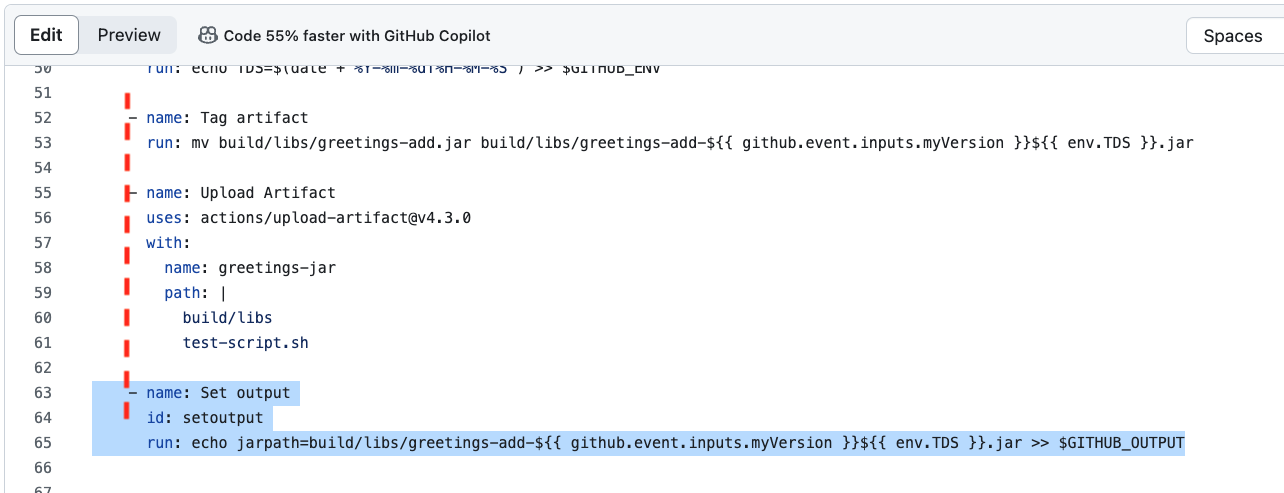 Edit Preview Code 55% faster with GitHub Copilot Spaces
50 run: echo TDS=$(date +'%Y-%m-%dT%H-%M-%S') >> $GITHUB_ENV
51
52 - name: Tag artifact
53 run: mv build/libs/greetings-add.jar build/libs/greetings-add-${{ github.event.inputs.myVersion }}${{ env.TDS }}.jar
54
55 - name: Upload Artifact
56 uses: actions/upload-artifact@v4.3.0
57 with:
58 name: greetings-jar
59 path: |
60 build/libs
61 test-script.sh
62
63 - name: Set output
64 id: setoutput
65 run: echo jarpath=build/libs/greetings-add-${{ github.event.inputs.myVersion }}${{ env.TDS }}.jar >> $GITHUB_OUTPUT
66
67